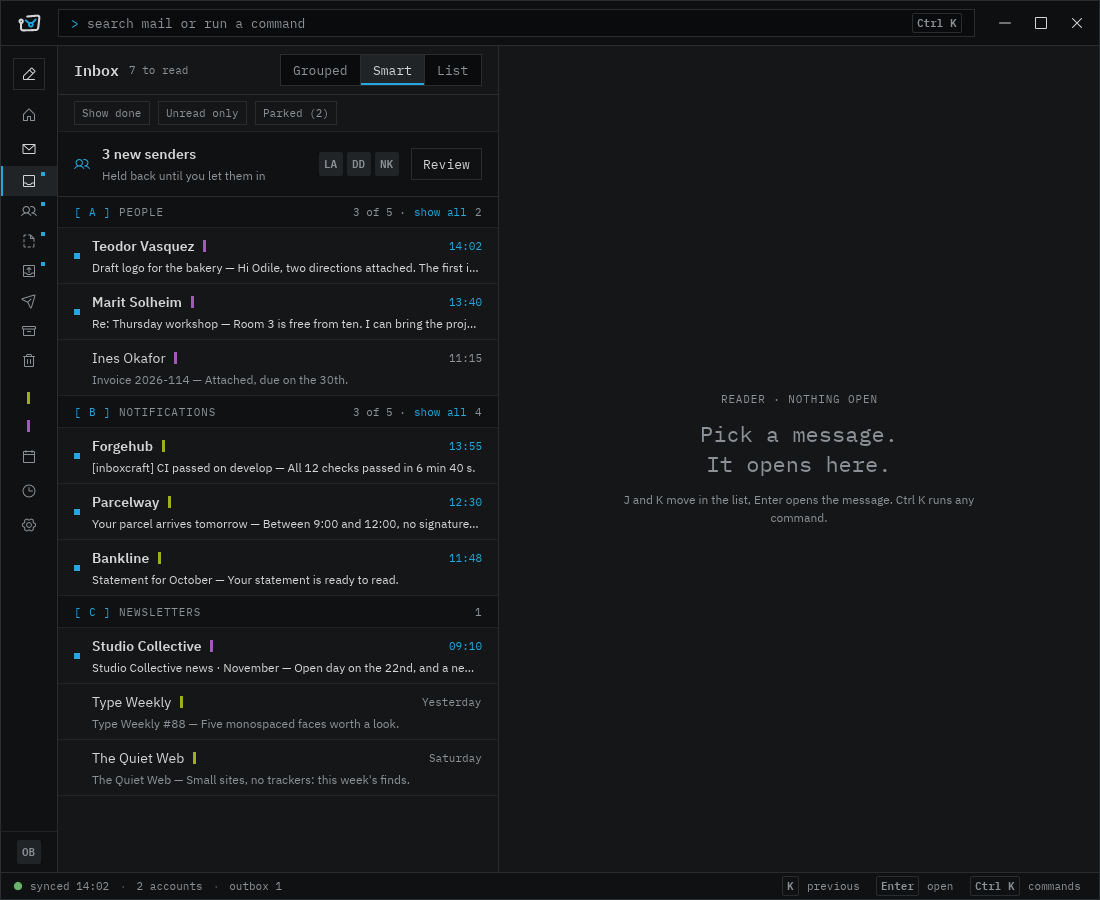 > search mail or run a command Ctrl K
Inbox 7 to read Grouped Smart List
Show done Unread only Parked (2)
3 new senders
Held back until you let them in
LA DD NK Review
[ A ] PEOPLE 3 of 5 · show all 2
Teodor Vasquez 14:02
Draft logo for the bakery — Hi Odile, two directions attached. The first i…
Marit Solheim 13:40
Re: Thursday workshop — Room 3 is free from ten. I can bring the proj…
Ines Okafor 11:15
Invoice 2026-114 — Attached, due on the 30th.
[ B ] NOTIFICATIONS 3 of 5 · show all 4
Forgehub 13:55
[inboxcraft] CI passed on develop — All 12 checks passed in 6 min 40 s.
Parcelway 12:30
Your parcel arrives tomorrow — Between 9:00 and 12:00, no signature…
Bankline 11:48
Statement for October — Your statement is ready to read.
[ C ] NEWSLETTERS 1
Studio Collective 09:10
Studio Collective news · November — Open day on the 22nd, and a ne…
Type Weekly Yesterday
Type Weekly #88 — Five monospaced faces worth a look.
The Quiet Web Saturday
The Quiet Web — Small sites, no trackers: this week's finds.
READER · NOTHING OPEN
Pick a message.
It opens here.
J and K move in the list, Enter opens the message. Ctrl K runs any
command.
OB
synced 14:02 · 2 accounts · outbox 1 K previous Enter open Ctrl K commands